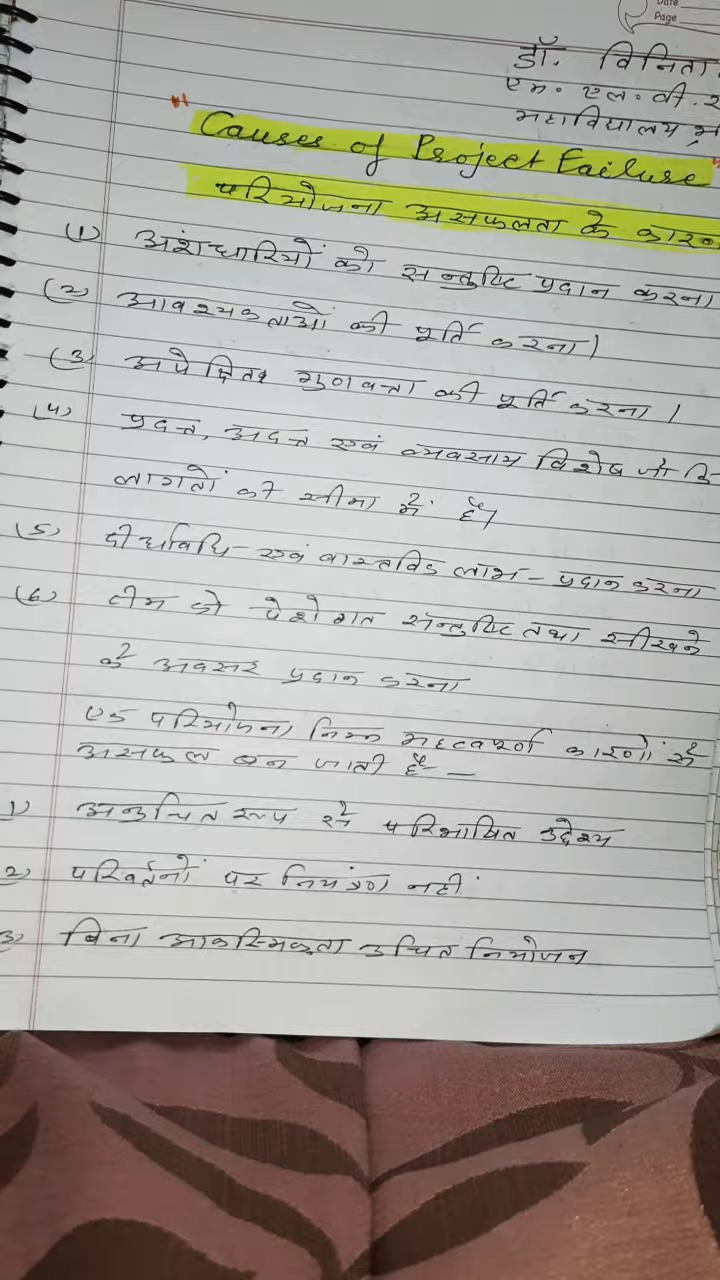 Date
Page
डॉ. विनिता
एम. एल. वी.
महाविद्यालय,
"Causes of Project Failure"
परियोजना असफलता के कारण
(1) अंशधारियों को सन्तुष्टि प्रदान करना
(2) आवश्यकताओं की पूर्ति करना।
(3) अपेक्षित गुणवत्ता की पूर्ति करना।
(4) प्रदत्त, अदत्त एवं व्यवसाय विशेष जो कि
लागतों की सीमा में है।
(5) दीर्घावधि एवं वास्तविक लाभ - प्रदान करना
(6) टीम को पेशेगत सन्तुष्टि तथा सीखने
के अवसर प्रदान करना
एक परियोजना निम्न महत्वपूर्ण कारणों से
असफल बन जाती है -
1) अनुचित रूप से परिभाषित उद्देश्य
2) परिवर्तनों पर नियंत्रण नहीं
3) बिना आकस्मिकता उचित नियोजन